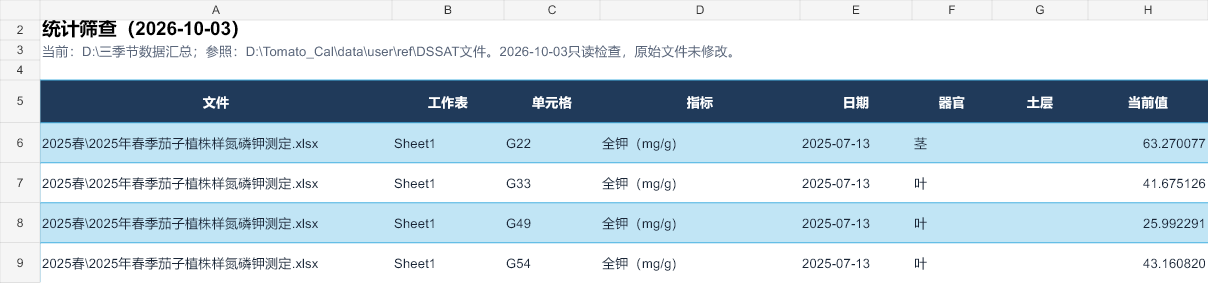 A B C D E F G H
2 统计筛查（2026-10-03）
3 当前：D:\三季节数据汇总；参照：D:\Tomato_Cal\data\user\ref\DSSAT文件。2026-10-03只读检查，原始文件未修改。
4
5 文件 工作表 单元格 指标 日期 器官 土层 当前值
6 2025春\2025年春季茄子植株样氮磷钾测定.xlsx Sheet1 G22 全钾（mg/g） 2025-07-13 茎 63.270077
7 2025春\2025年春季茄子植株样氮磷钾测定.xlsx Sheet1 G33 全钾（mg/g） 2025-07-13 叶 41.675126
8 2025春\2025年春季茄子植株样氮磷钾测定.xlsx Sheet1 G49 全钾（mg/g） 2025-07-13 叶 25.992291
9 2025春\2025年春季茄子植株样氮磷钾测定.xlsx Sheet1 G54 全钾（mg/g） 2025-07-13 叶 43.160820